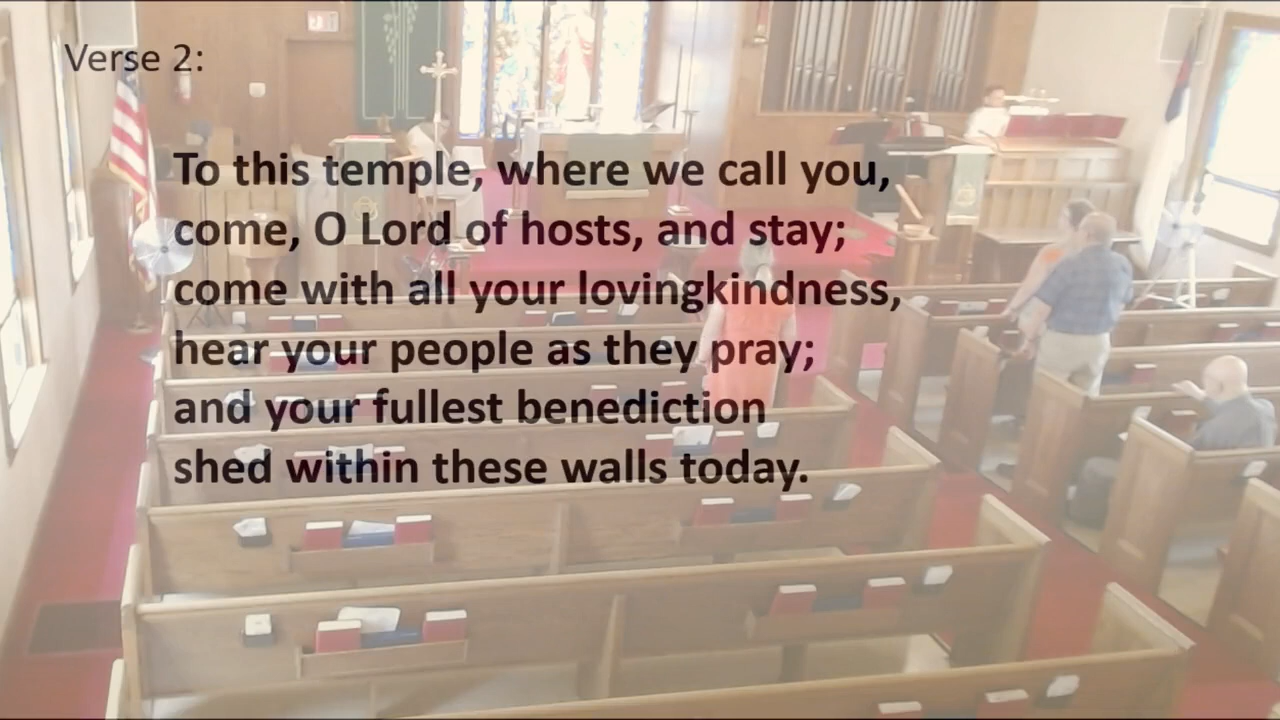 Verse 2:
To this temple, where we call you,
come, O Lord of hosts, and stay;
come with all your lovingkindness,
hear your people as they pray;
and your fullest benediction
shed within these walls today.